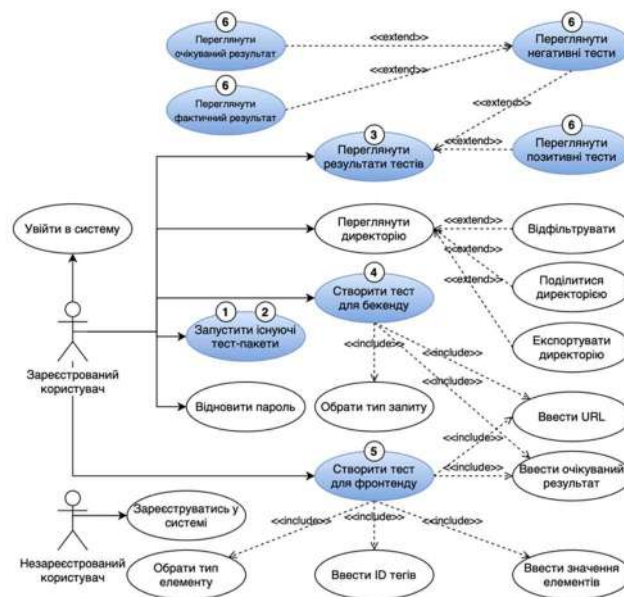 6
6
Переглянути
очікуваний результат
<<extend>>
Переглянути
негативні тести
6
<<extend>>
Переглянути
фактичний результат
<<extend>>
3
6
Переглянути
результати тестів
<<extend>>
Переглянути
позитивні тести
Увійти в систему
Переглянути
директорію
<<extend>>
Відфільтрувати
<<extend>>
4
<<extend>>
Поділитися
директорією
1
2
Створити тест
для бекенду
Запустити існуючі
тест-пакети
<<include>>
<<include>>
Експортувати
директорію
Зареєстрований
користувач
<<include>>
Відновити пароль
Обрати тип запиту
Ввести URL
5
<<include>>
Створити тест
для фронтенду
<<include>>
Ввести очікуваний
результат
Зареєструватись у
системі
<<include>>
<<include>>
<<include>>
Незареєстрований
користувач
Обрати тип
елементу
Ввести ID тегів
Ввести значення
елементів